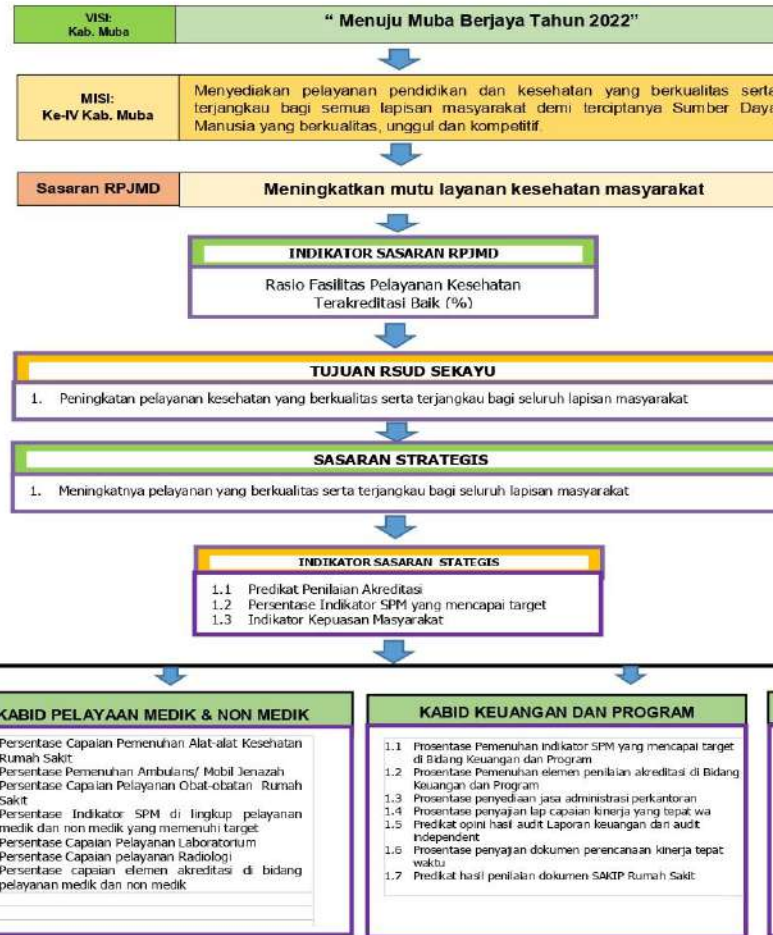 VISI:
Kab. Muba
“ Menuju Muba Berjaya Tahun 2022”
MISI:
Ke-IV Kab. Muba
Menyediakan pelayanan pendidikan dan kesehatan yang berkualitas serta
terjangkau bagi semua lapisan masyarakat demi terciptanya Sumber Daya
Manusia yang berkualitas, unggul dan kompetitif.
Sasaran RPJMD
Meningkatkan mutu layanan kesehatan masyarakat
INDIKATOR SASARAN RPJMD
Rasio Fasilitas Pelayanan Kesehatan
Terakreditasi Baik (%)
TUJUAN RSUD SEKAYU
1. Peningkatan pelayanan kesehatan yang berkualitas serta terjangkau bagi seluruh lapisan masyarakat
SASARAN STRATEGIS
1. Meningkatnya pelayanan yang berkualitas serta terjangkau bagi seluruh lapisan masyarakat
INDIKATOR SASARAN STATEGIS
1.1 Predikat Penilaian Akreditasi
1.2 Persentase Indikator SPM yang mencapai target
1.3 Indikator Kepuasan Masyarakat
KABID PELAYAAN MEDIK & NON MEDIK
Persentase Capaian Pemenuhan Alat-alat Kesehatan
Rumah Sakit
Persentase Pemenuhan Ambulans/ Mobil Jenazah
Persentase Capaian Pelayanan Obat-obatan Rumah
Sakit
Persentase Indikator SPM di lingkup pelayanan
medik dan non medik yang memenuhi target
Persentase Capaian Pelayanan Laboratorium
Persentase Capaian pelayanan Radiologi
Persentase capaian elemen akreditasi di bidang
pelayanan medik dan non medik
KABID KEUANGAN DAN PROGRAM
1.1 Prosentase Pemenuhan indikator SPM yang mencapai target
di Bidang Keuangan dan Program
1.2 Prosentase Pemenuhan elemen penilaian akreditasi di Bidang
Keuangan dan Program
1.3 Prosentase penyediaan jasa administrasi perkantoran
1.4 Prosentase penyajian lap capaian kinerja yang tepat wa
1.5 Predikat opini hasil audit Laporan keuangan dari audit
independent
1.6 Prosentase penyajian dokumen perencanaan kinerja tepat
waktu
1.7 Predikat hasil penilaian dokumen SAKIP Rumah Sakit